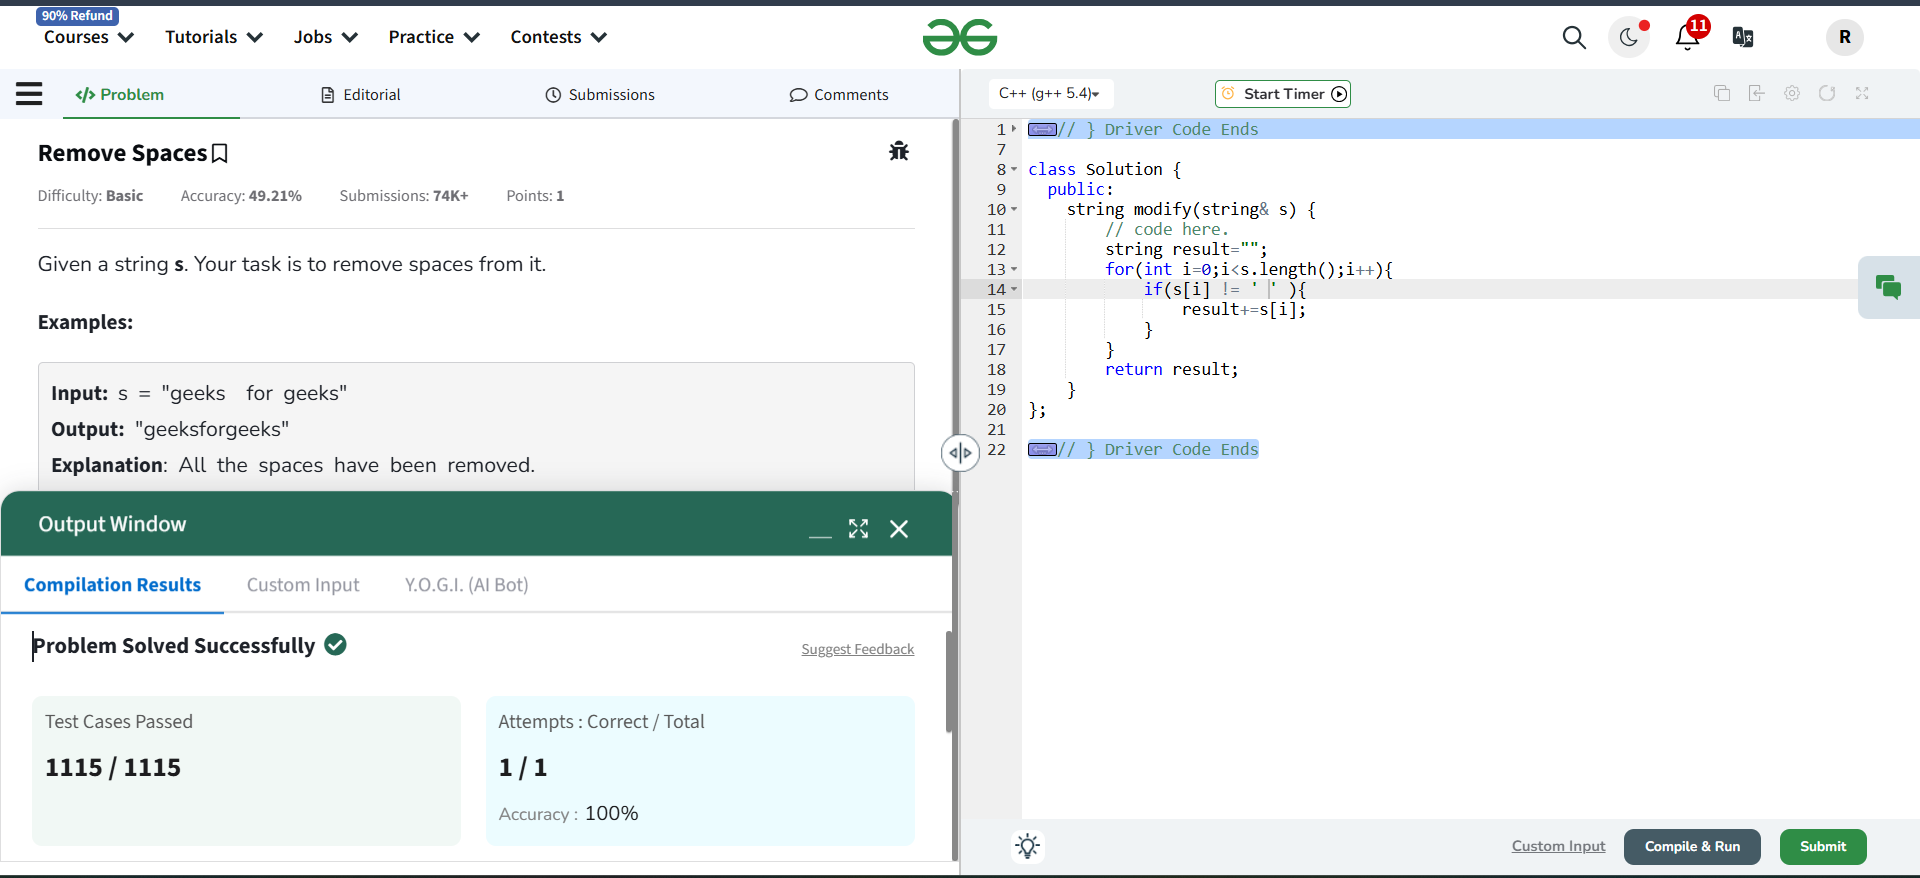 90% Refund
Courses Tutorials Jobs Practice Contests
11
R
</> Problem Editorial Submissions Comments
C++ (g++ 5.4) Start Timer
Remove Spaces
Difficulty: Basic Accuracy: 49.21% Submissions: 74K+ Points: 1
Given a string s. Your task is to remove spaces from it.
Examples:
Input: s = "geeks  for geeks"
Output: "geeksforgeeks"
Explanation: All the spaces have been removed.
Output Window
Compilation Results Custom Input Y.O.G.I. (AI Bot)
Problem Solved Successfully
Suggest Feedback
Test Cases Passed
1115 / 1115
Attempts : Correct / Total
1 / 1
Accuracy : 100%
1 // } Driver Code Ends
7
8 class Solution {
9   public:
10     string modify(string& s) {
11         // code here.
12         string result="";
13         for(int i=0;i<s.length();i++){
14             if(s[i] != ' ' ){
15                 result+=s[i];
16             }
17         }
18         return result;
19     }
20 };
21
22 // } Driver Code Ends
Custom Input Compile & Run Submit